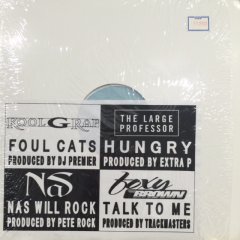 KOOL G RAP
FOUL CATS
PRODUCED BY DJ PREMIER
THE LARGE
PROFESSOR
HUNGRY
PRODUCED BY EXTRA P
NAS
NAS WILL ROCK
PRODUCED BY PETE ROCK
foxy
BROWN
TALK TO ME
PRODUCED BY TRACKMASTERS